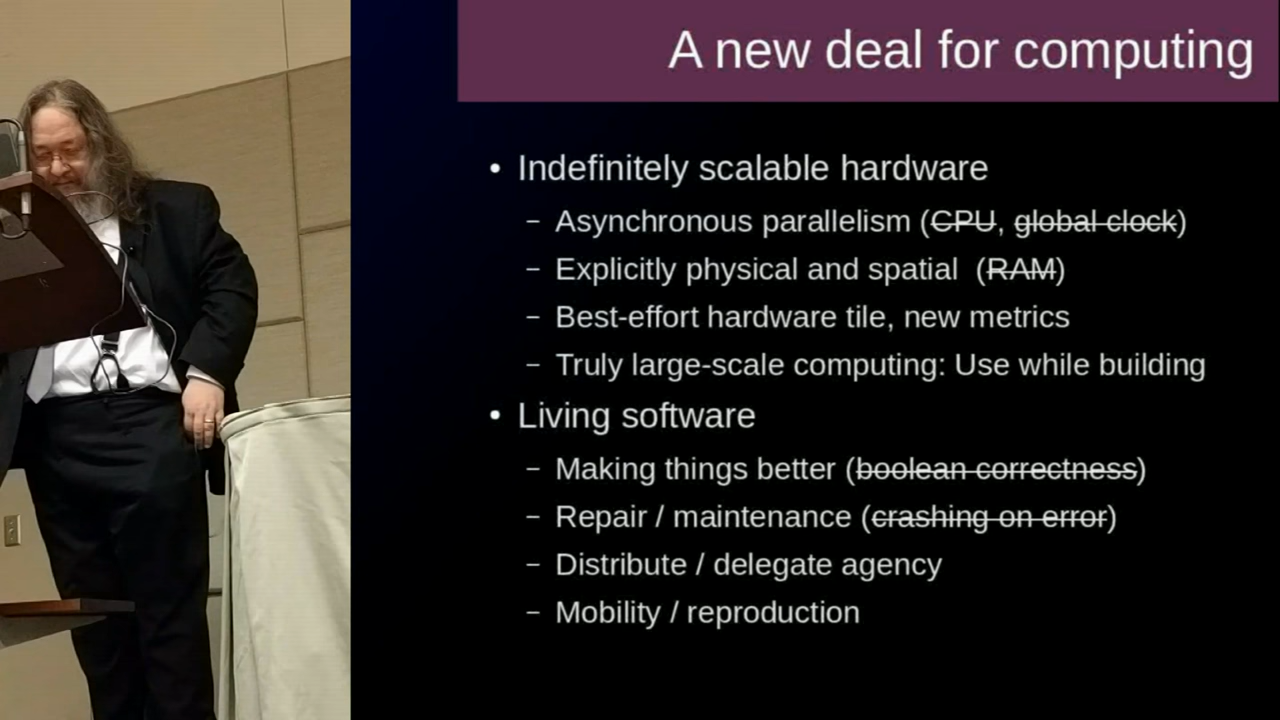 A new deal for computing
• Indefinitely scalable hardware
– Asynchronous parallelism (CPU, global clock)
– Explicitly physical and spatial (RAM)
– Best-effort hardware tile, new metrics
– Truly large-scale computing: Use while building
• Living software
– Making things better (boolean correctness)
– Repair / maintenance (crashing on error)
– Distribute / delegate agency
– Mobility / reproduction